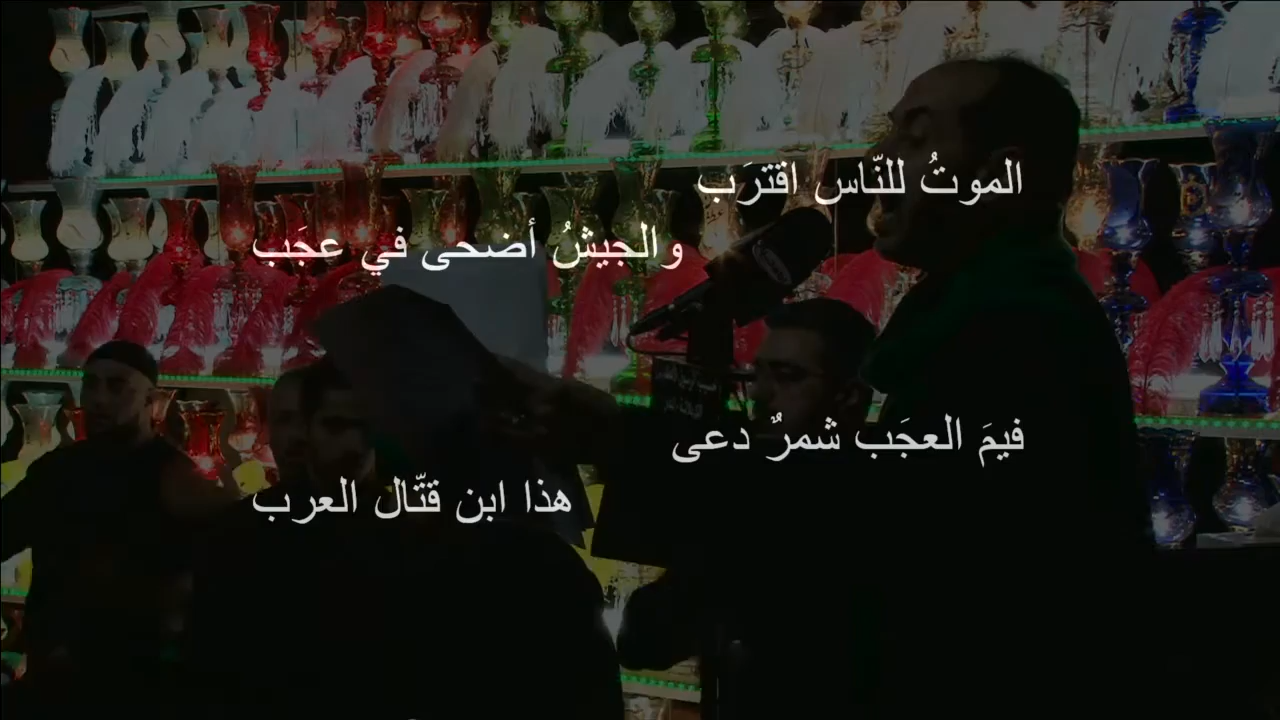 الموتُ للنّاس اقترَب
والجيشُ أضحى في عجَب
فيمَ العجَب شمرٌ دعى
هذا ابن قتّال العرب